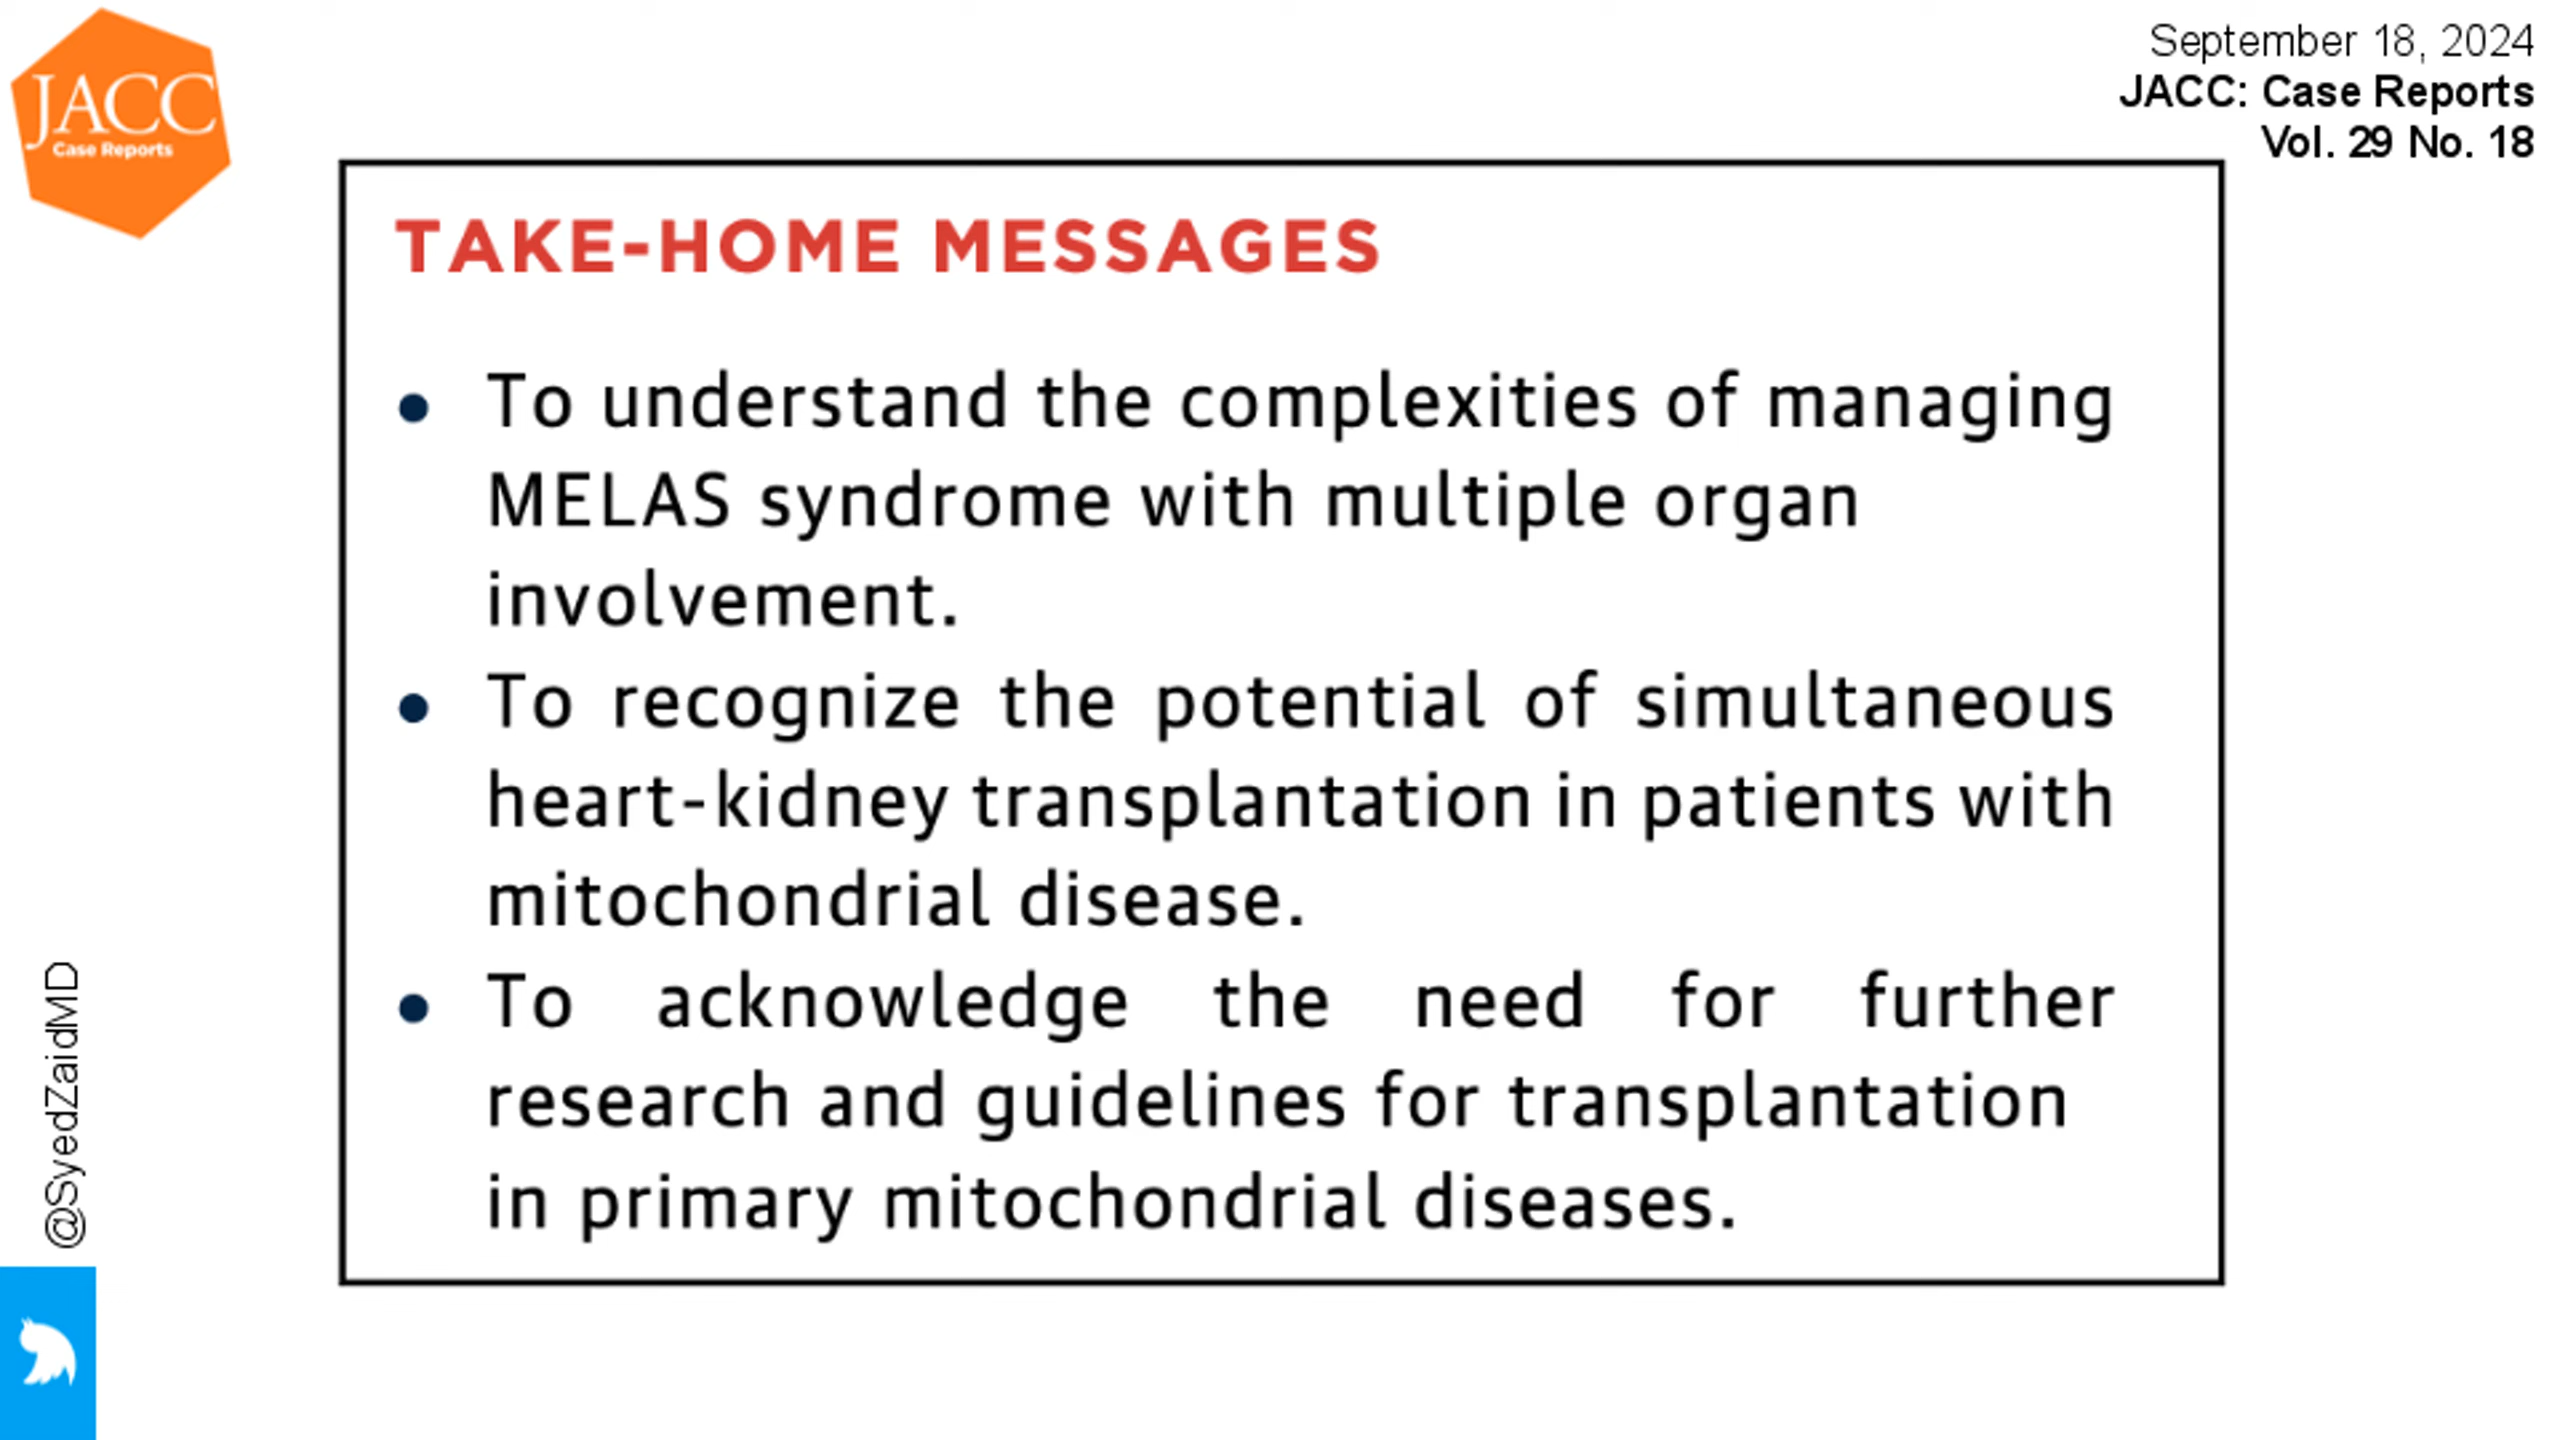 JACC
Case Reports
September 18, 2024
JACC: Case Reports
Vol. 29 No. 18
TAKE-HOME MESSAGES
• To understand the complexities of managing
MELAS syndrome with multiple organ
involvement.
• To recognize the potential of simultaneous
heart-kidney transplantation in patients with
mitochondrial disease.
• To acknowledge the need for further
research and guidelines for transplantation
in primary mitochondrial diseases.
@SyedZaidMD